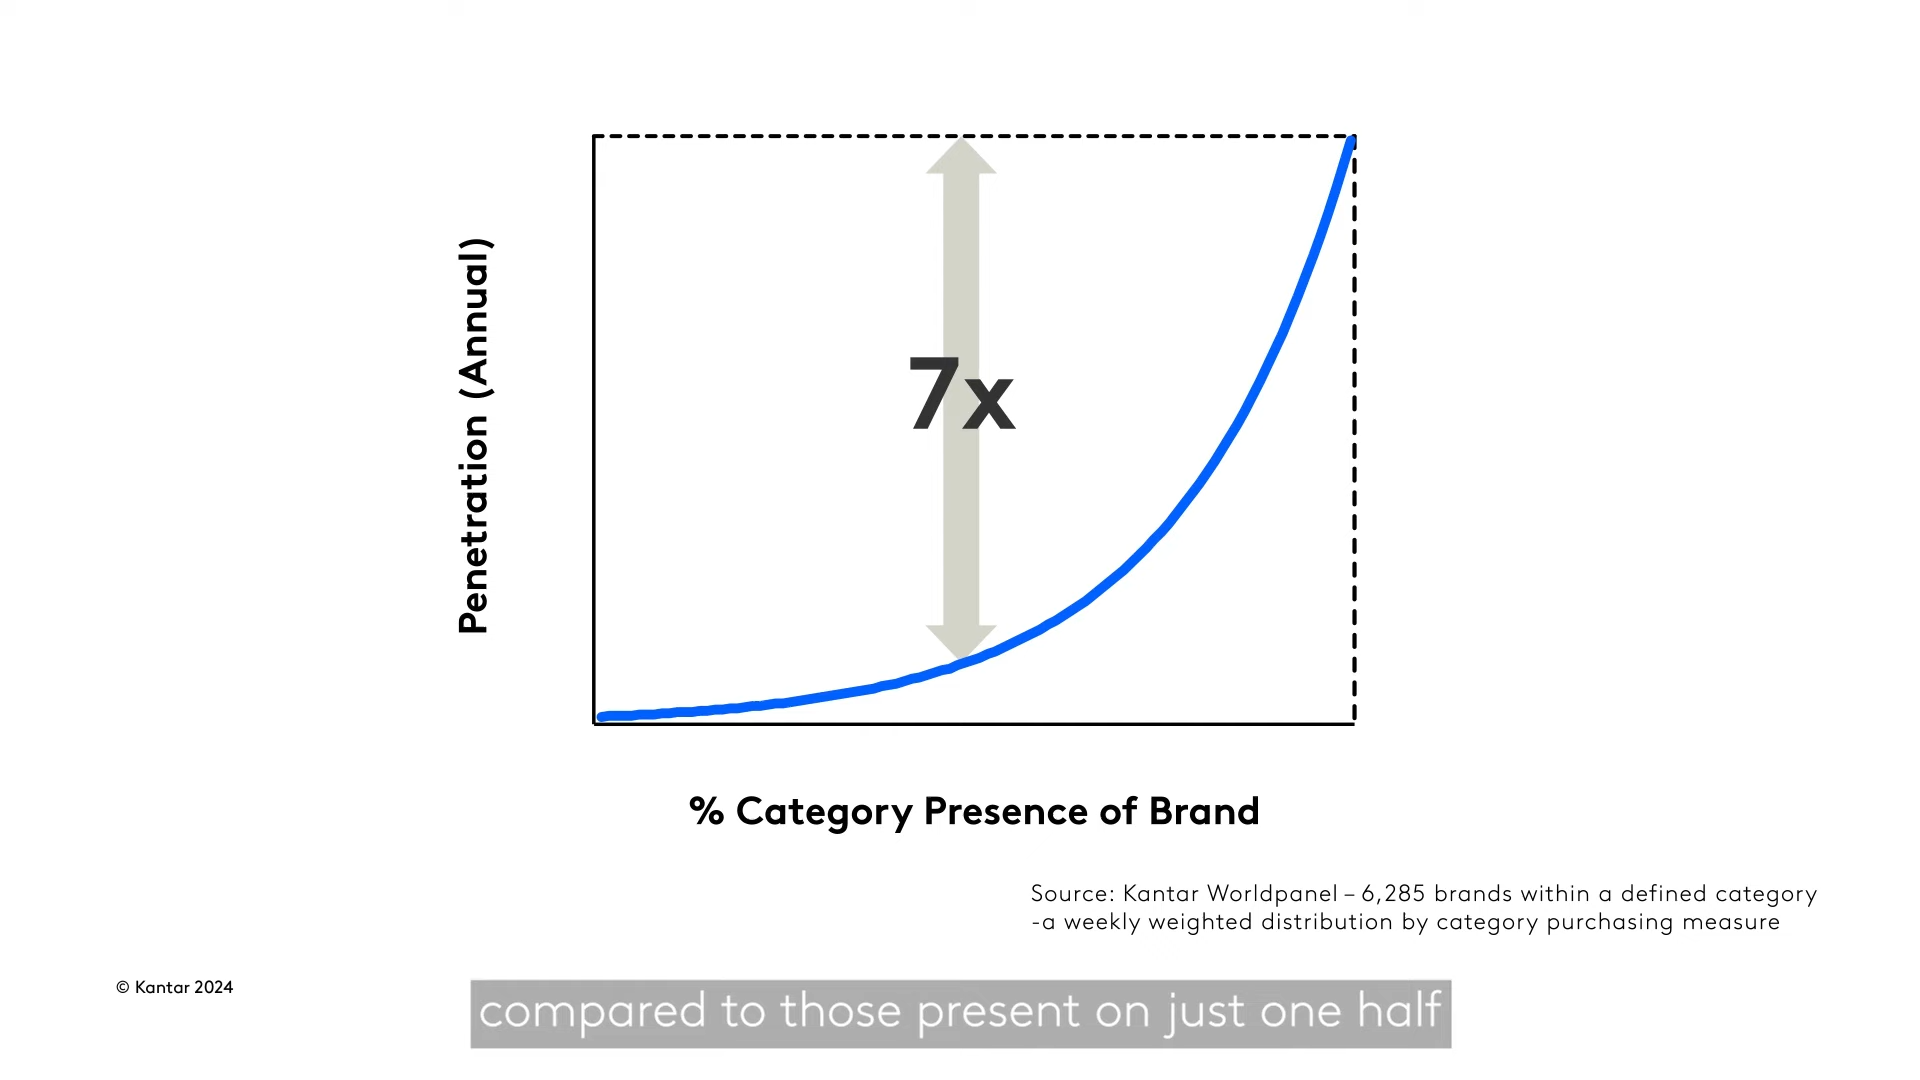 7x
Penetration (Annual)
% Category Presence of Brand
Source: Kantar Worldpanel – 6,285 brands within a defined category
-a weekly weighted distribution by category purchasing measure
© Kantar 2024
compared to those present on just one half